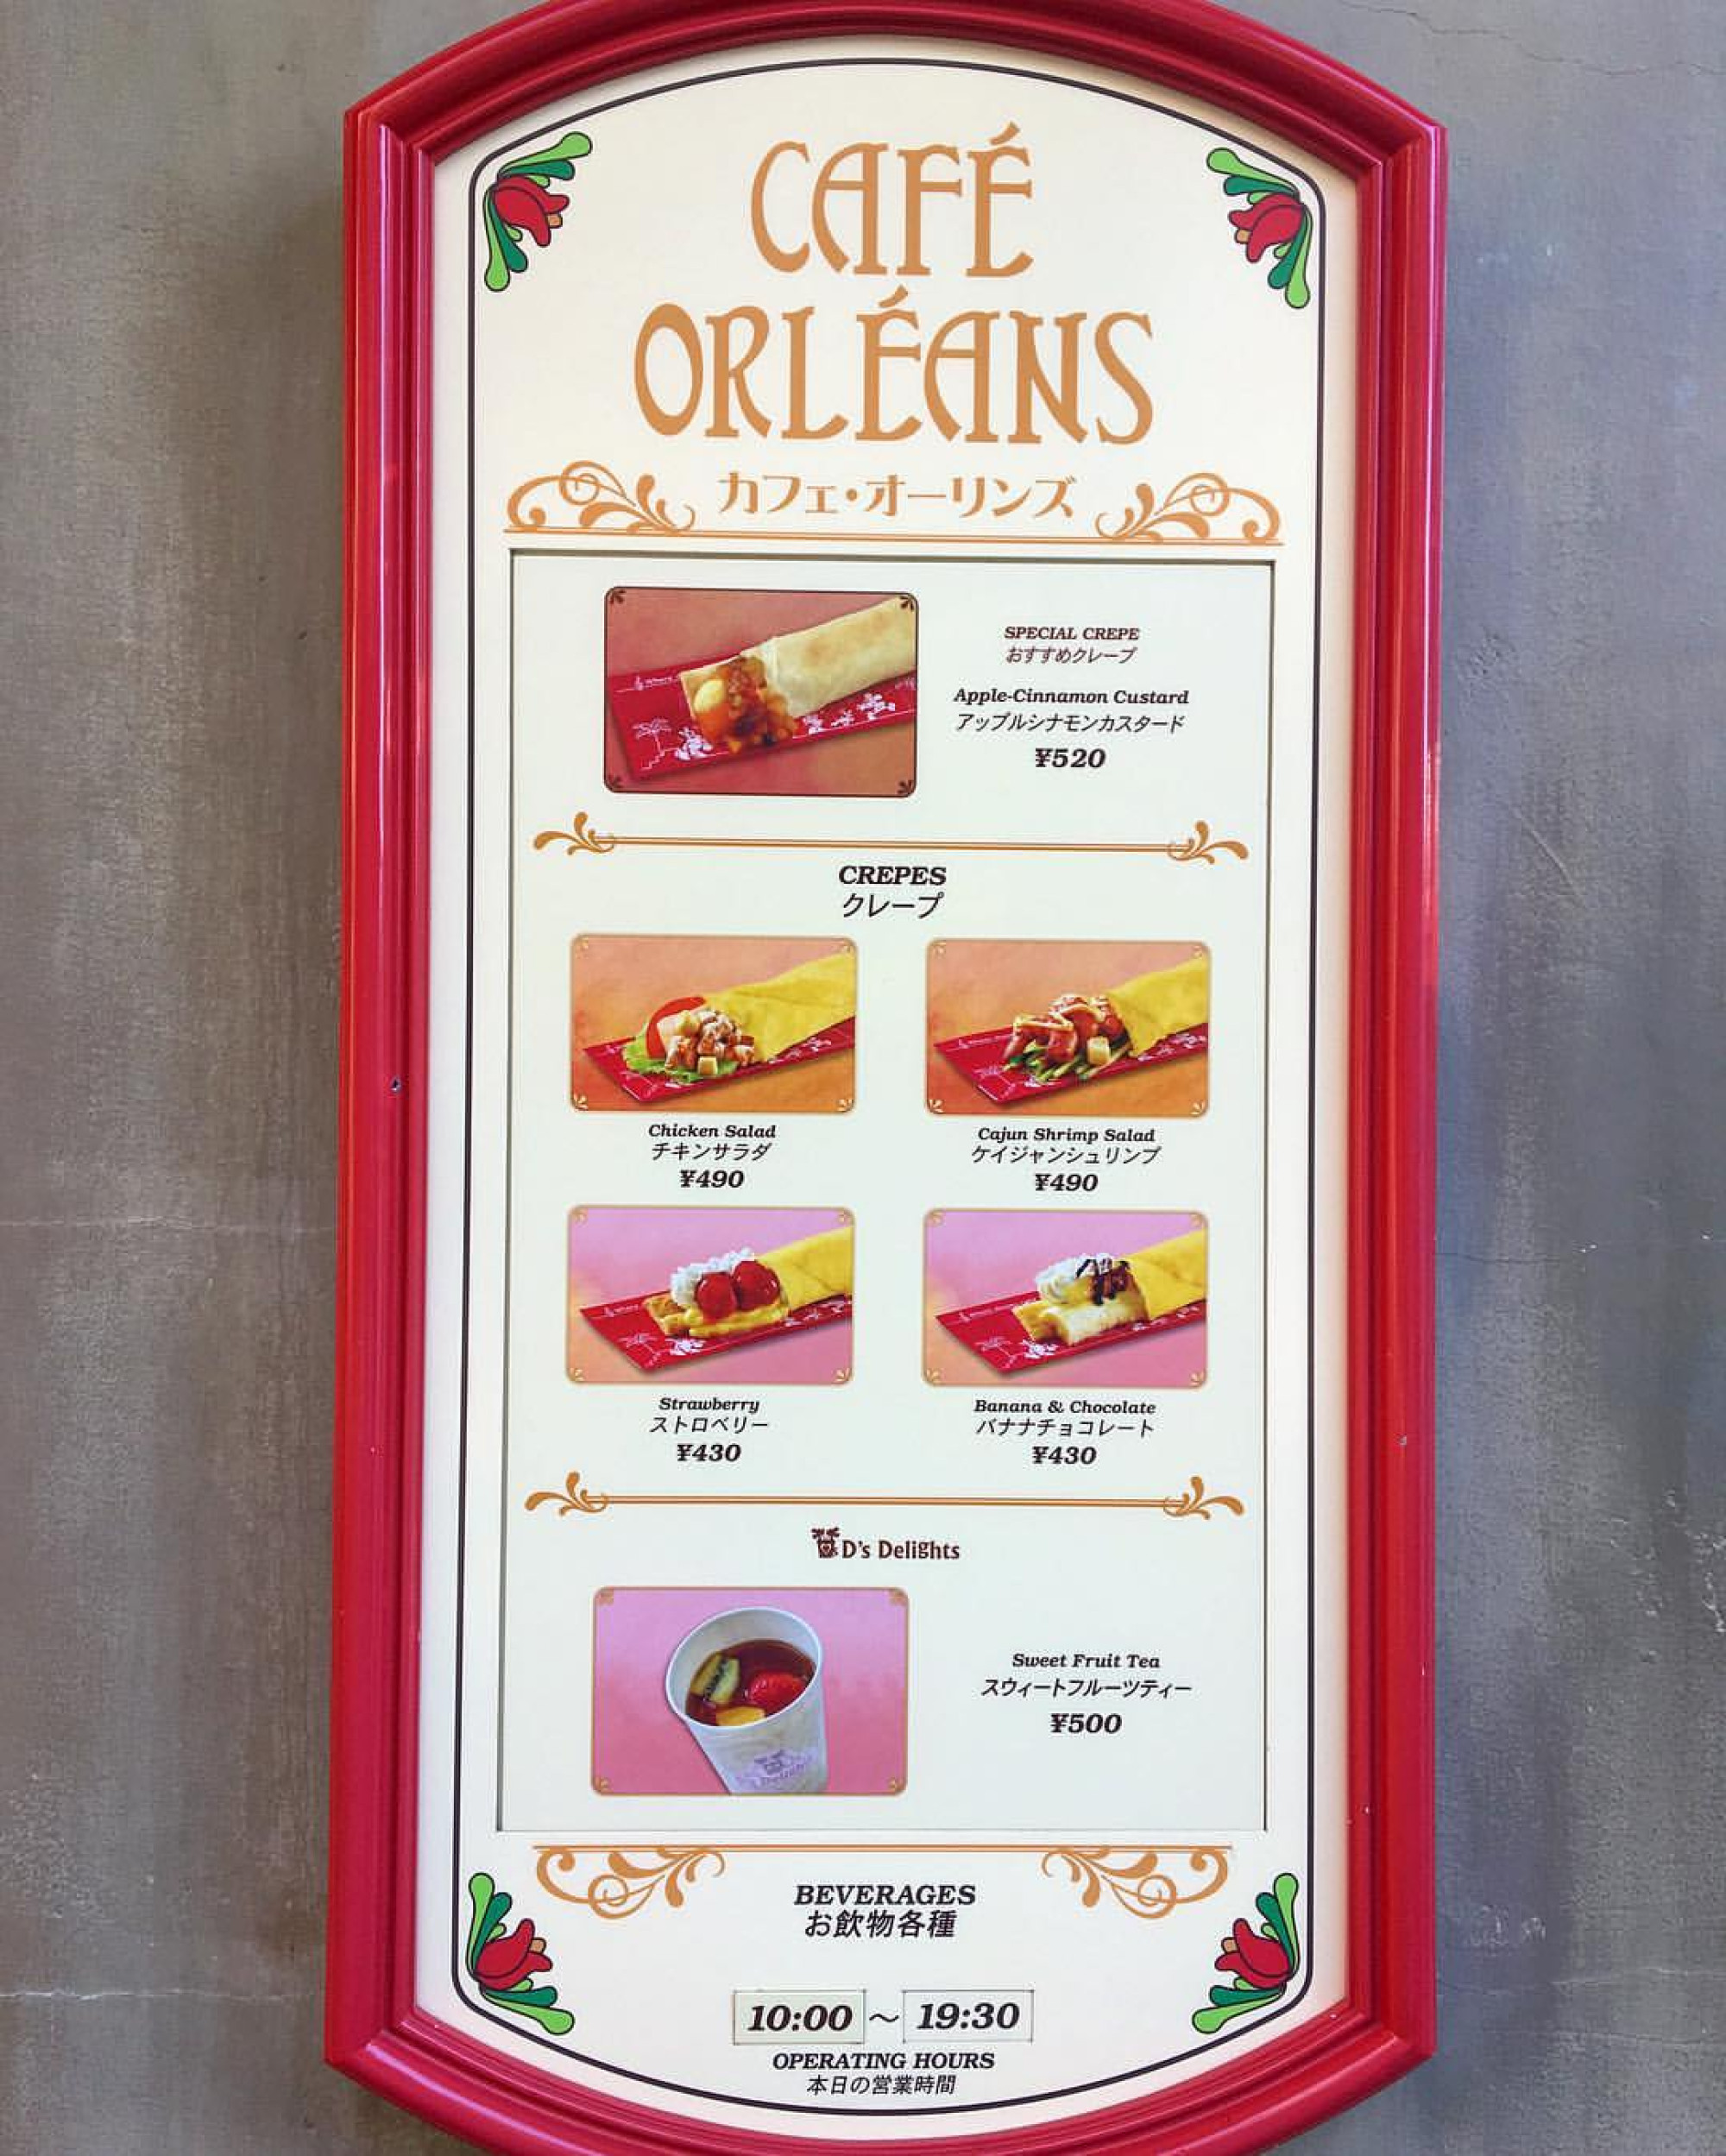 CAFÉ
ORLÉANS
カフェ・オーリンズ
SPECIAL CREPE
おすすめクレープ
Apple-Cinnamon Custard
アップルシナモンカスタード
¥520
CREPES
クレープ
Chicken Salad
チキンサラダ
¥490
Cajun Shrimp Salad
ケイジャンシュリンプ
¥490
Strawberry
ストロベリー
¥430
Banana & Chocolate
バナナチョコレート
¥430
D's Delights
Sweet Fruit Tea
スウィートフルーツティー
¥500
BEVERAGES
お飲物各種
10:00 ~ 19:30
OPERATING HOURS
本日の営業時間